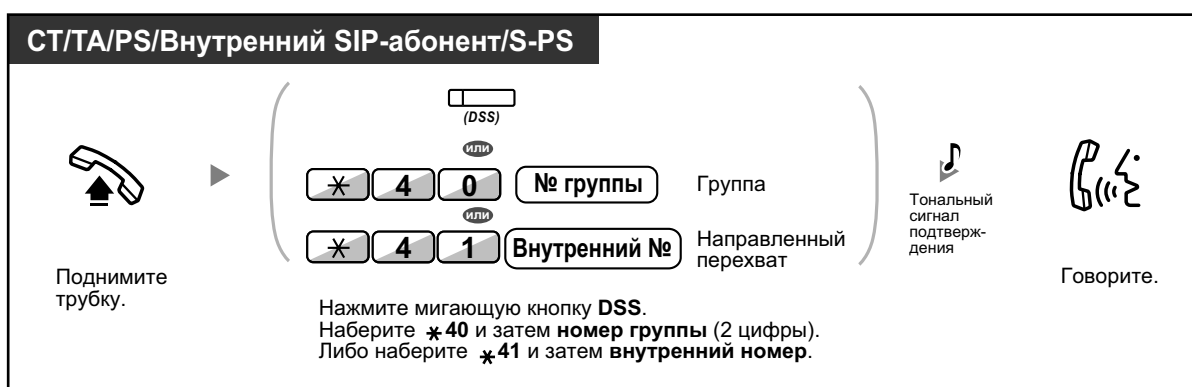 СТ/ТА/PS/Внутренний SIP-абонент/S-PS
(DSS)
или
* 4 0 № группы Группа
или
* 4 1 Внутренний № Направленный перехват
Тональный
сигнал
подтверж-
дения
Поднимите
трубку.
Говорите.
Нажмите мигающую кнопку DSS.
Наберите *40 и затем номер группы (2 цифры).
Либо наберите *41 и затем внутренний номер.